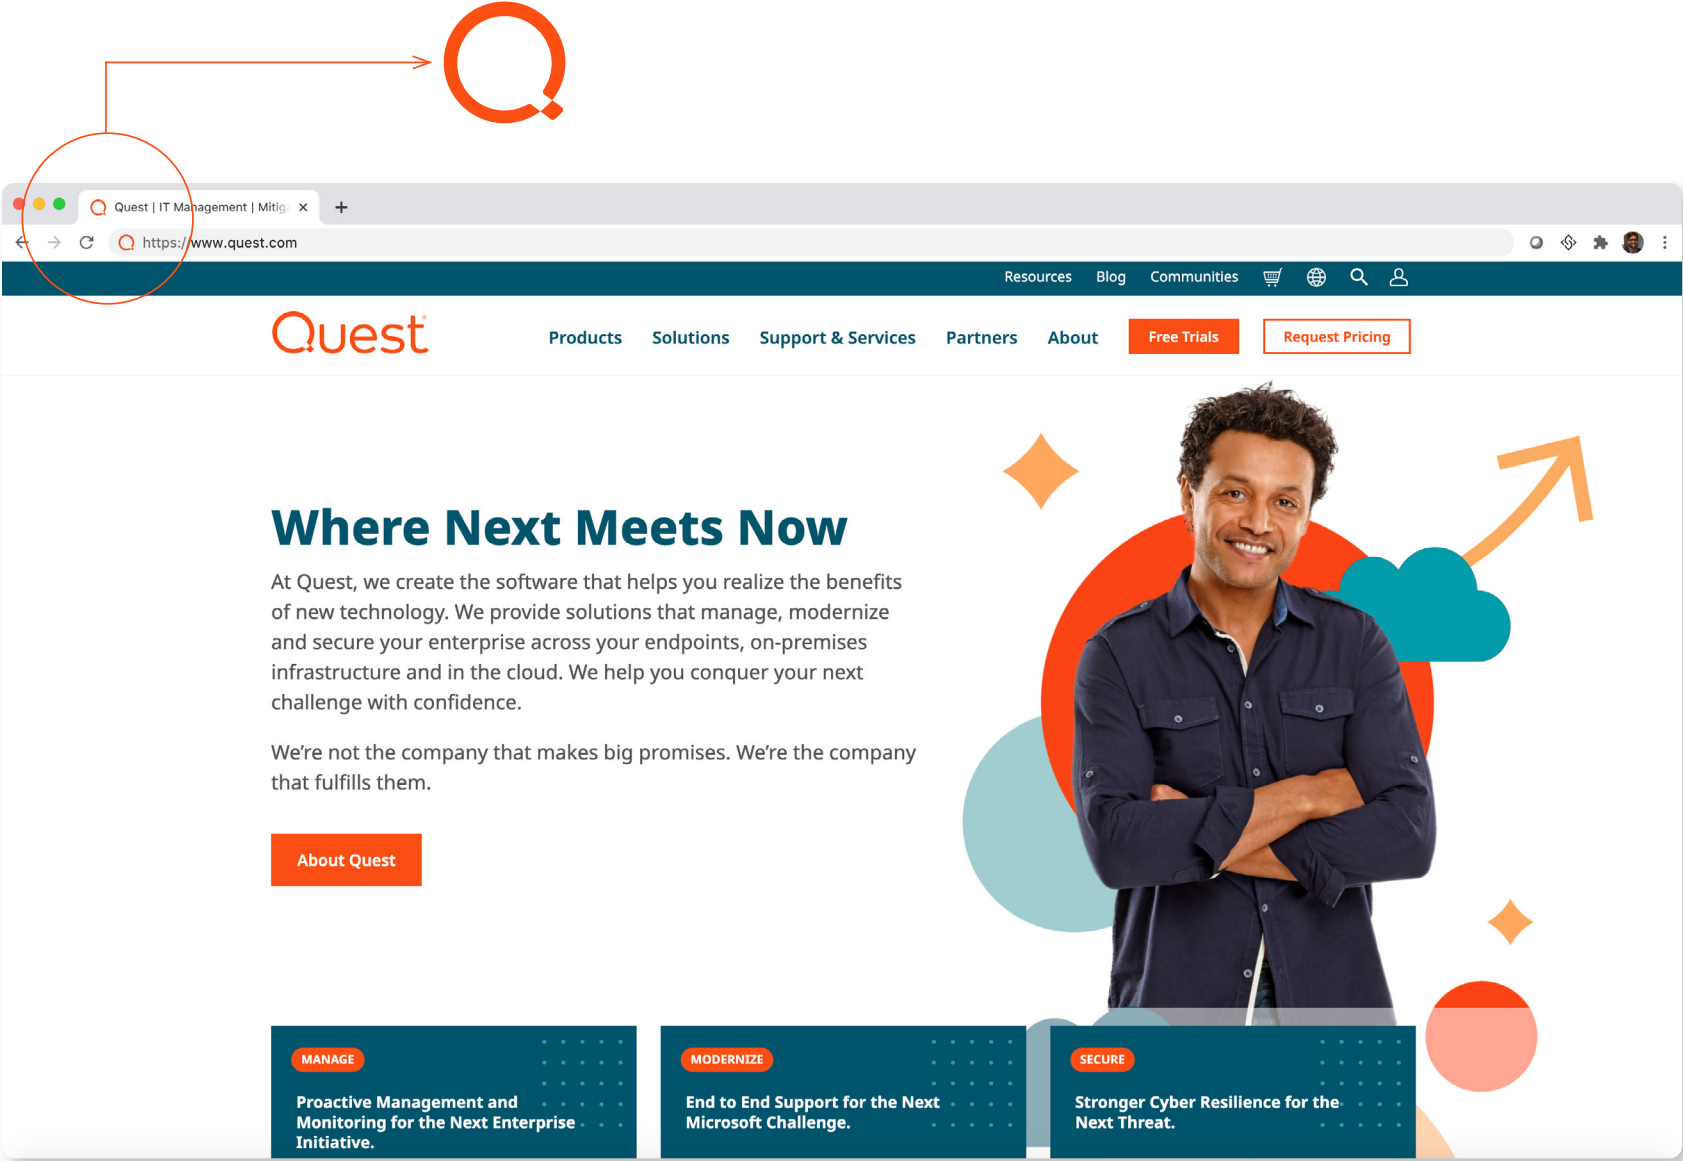 Q
Quest | IT Management | Mitig
https://www.quest.com
Resources Blog Communities
Quest
Products Solutions Support & Services Partners About Free Trials Request Pricing
Where Next Meets Now
At Quest, we create the software that helps you realize the benefits
of new technology. We provide solutions that manage, modernize
and secure your enterprise across your endpoints, on-premises
infrastructure and in the cloud. We help you conquer your next
challenge with confidence.
We’re not the company that makes big promises. We’re the company
that fulfills them.
About Quest
MANAGE
Proactive Management and
Monitoring for the Next Enterprise
Initiative.
MODERNIZE
End to End Support for the Next
Microsoft Challenge.
SECURE
Stronger Cyber Resilience for the
Next Threat.